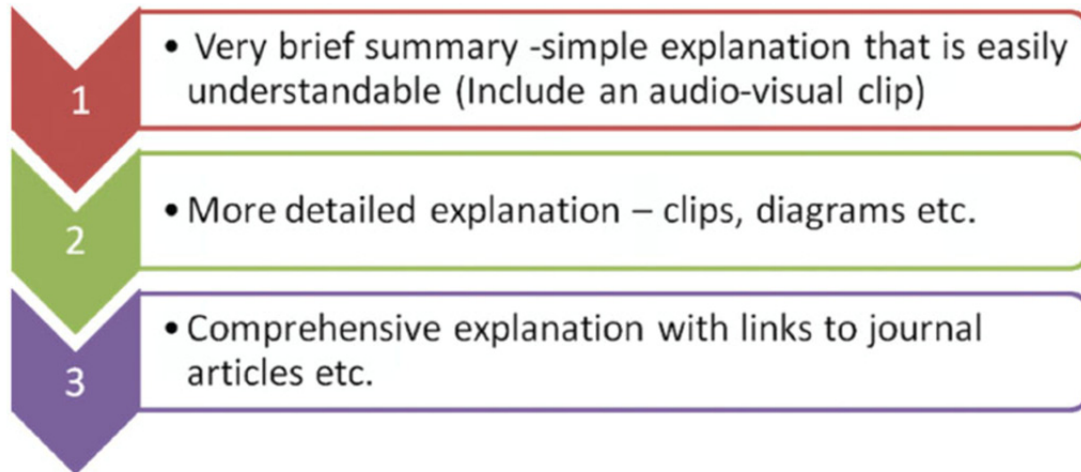 1
• Very brief summary -simple explanation that is easily
understandable (Include an audio-visual clip)
2
• More detailed explanation – clips, diagrams etc.
3
• Comprehensive explanation with links to journal
articles etc.